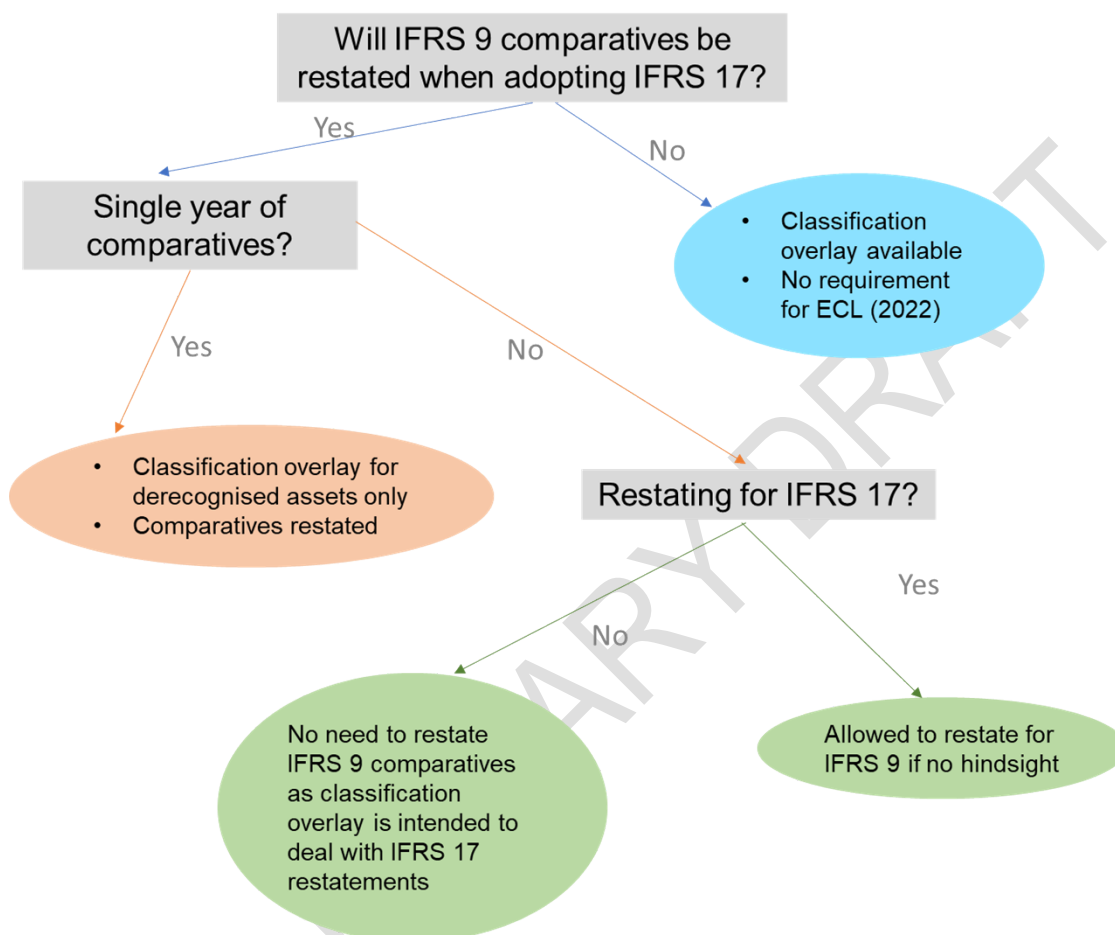 Will IFRS 9 comparatives be
restated when adopting IFRS 17?
Yes
No
Single year of
comparatives?
• Classification
overlay available
• No requirement
for ECL (2022)
Yes
No
• Classification overlay for
derecognised assets only
• Comparatives restated
Restating for IFRS 17?
No
Yes
No need to restate
IFRS 9 comparatives
as classification
overlay is intended to
deal with IFRS 17
restatements
Allowed to restate for
IFRS 9 if no hindsight
ARY DRAFT